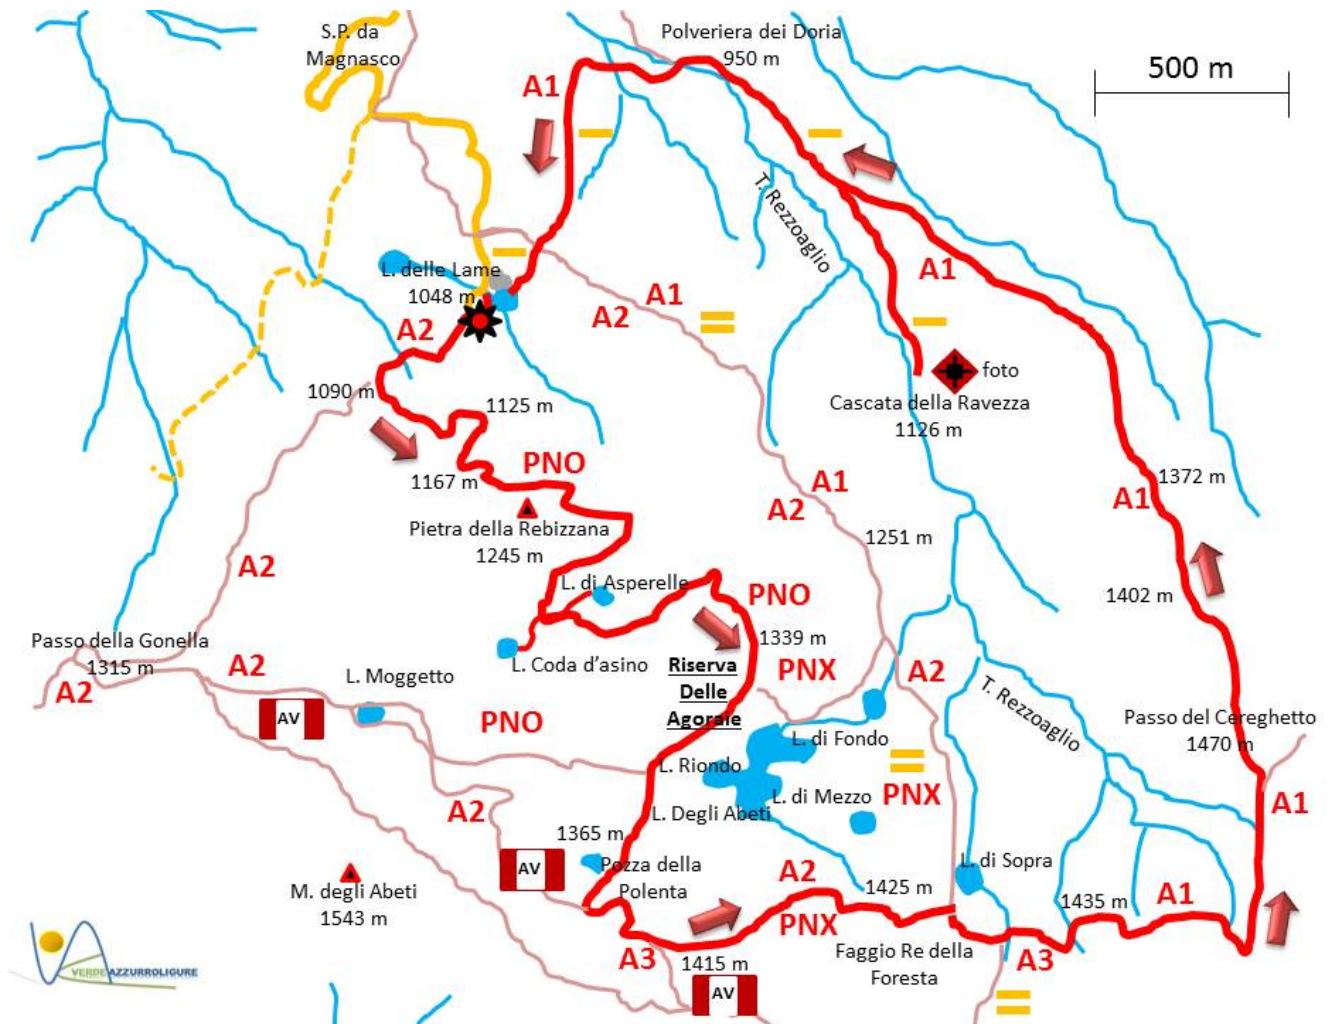 S.P. da
Magnasco
Polveriera dei Doria
950 m
500 m
A1
T. Rezzoaglio
L. delle Lame
1048 m
A1
A1
A2
A2
foto
1090 m
1125 m
Cascata della Ravezza
1126 m
PNO
1167 m
1372 m
A1
A1
A2
Pietra della Rebizzana
1245 m
1251 m
A2
L. di Asperelle
PNO
1402 m
Passo della Gonella
1315 m
1339 m
A2
L. Coda d'asino
Riserva
Delle
Agoraie
PNX
A2
A2
L. Moggetto
T. Rezzoaglio
AV
PNO
Passo del Cereghetto
1470 m
L. di Fondo
L. Riondo
L. di Mezzo
PNX
A2
L. Degli Abeti
A1
1365 m
AV
Pozza della
Polenta
L. di Sopra
A2
1425 m
M. degli Abeti
1543 m
1435 m
A1
PNX
A3
1415 m
Faggio Re della
Foresta
A3
AV
VERDEAZZURROLIGURE